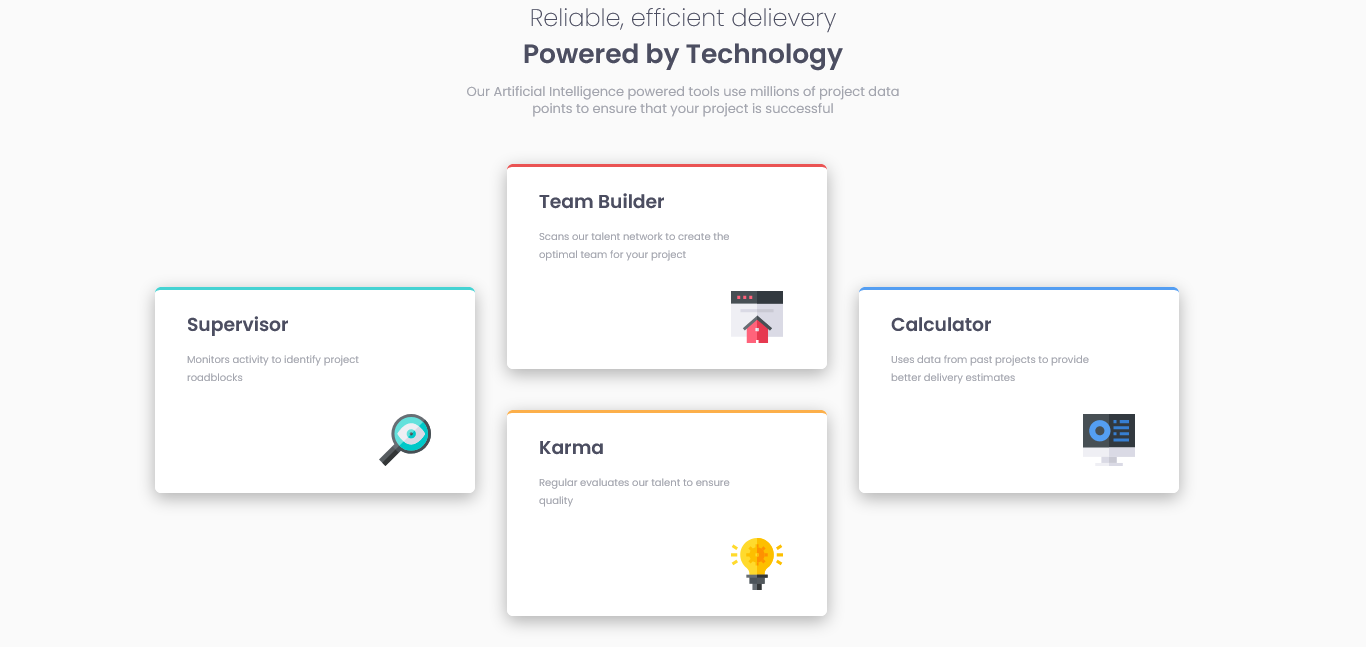 Reliable, efficient delievery
Powered by Technology
Our Artificial Intelligence powered tools use millions of project data
points to ensure that your project is successful
Team Builder
Scans our talent network to create the
optimal team for your project
Supervisor
Monitors activity to identify project
roadblocks
Calculator
Uses data from past projects to provide
better delivery estimates
Karma
Regular evaluates our talent to ensure
quality